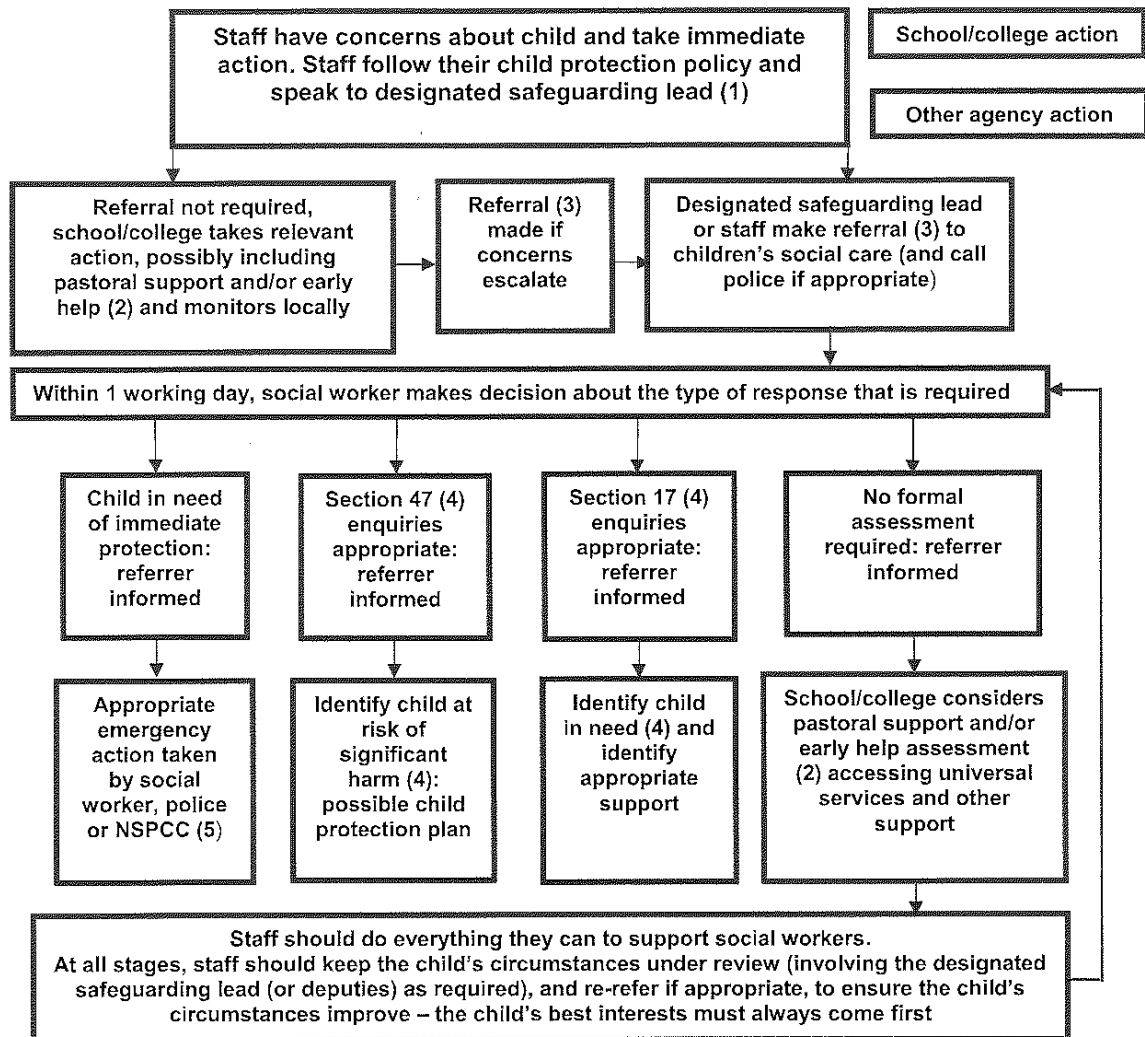 Staff have concerns about child and take immediate
action. Staff follow their child protection policy and
speak to designated safeguarding lead (1)
School/college action
Other agency action
Referral not required,
school/college takes relevant
action, possibly including
pastoral support and/or early
help (2) and monitors locally
Referral (3)
made if
concerns
escalate
Designated safeguarding lead
or staff make referral (3) to
children's social care (and call
police if appropriate)
Within 1 working day, social worker makes decision about the type of response that is required
Child in need
of immediate
protection:
referrer
informed
Section 47 (4)
enquiries
appropriate:
referrer
informed
Section 17 (4)
enquiries
appropriate:
referrer
informed
No formal
assessment
required: referrer
informed
Appropriate
emergency
action taken
by social
worker, police
or NSPCC (5)
Identify child at
risk of
significant
harm (4):
possible child
protection plan
Identify child
in need (4) and
identify
appropriate
support
School/college considers
pastoral support and/or
early help assessment
(2) accessing universal
services and other
support
Staff should do everything they can to support social workers.
At all stages, staff should keep the child's circumstances under review (involving the designated
safeguarding lead (or deputies) as required), and re-refer if appropriate, to ensure the child's
circumstances improve – the child's best interests must always come first